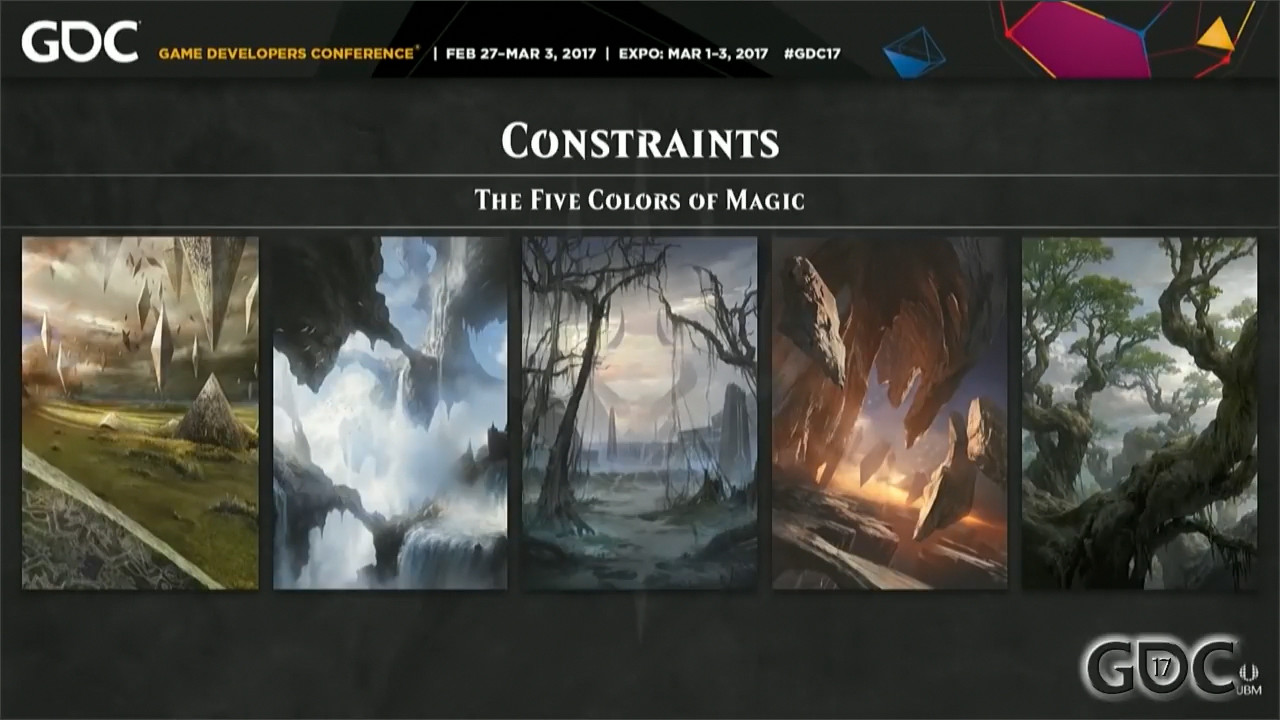 GDC GAME DEVELOPERS CONFERENCE® | FEB 27–MAR 3, 2017 | EXPO: MAR 1–3, 2017 #GDC17
CONSTRAINTS
THE FIVE COLORS OF MAGIC
GDC 17
UBM